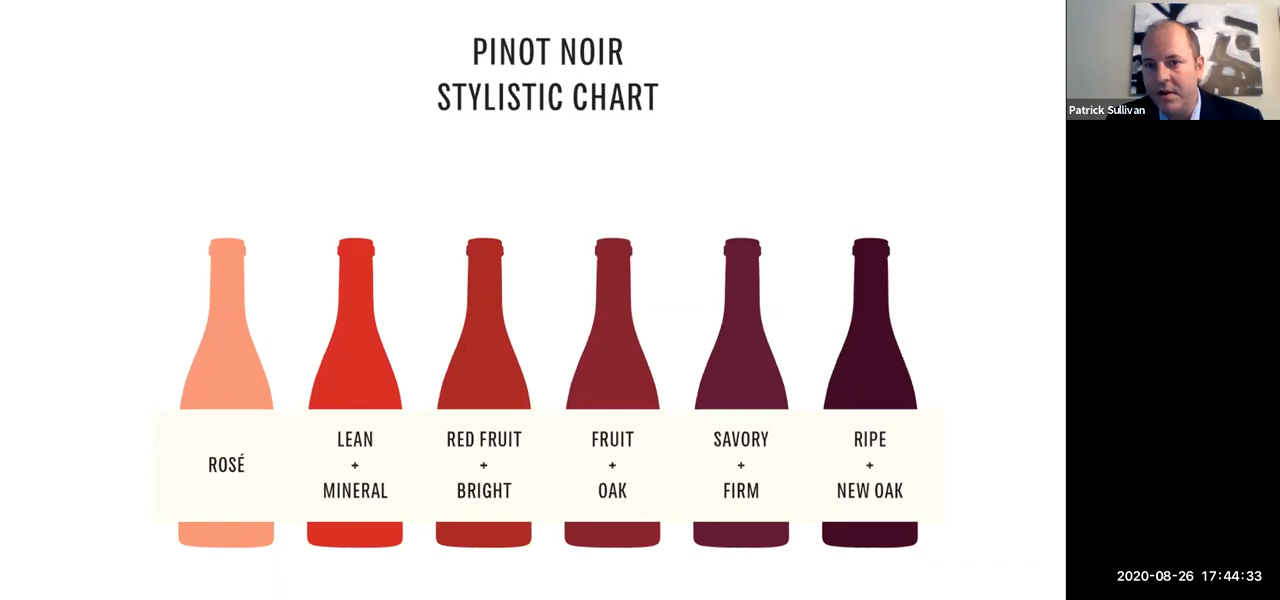 PINOT NOIR
STYLISTIC CHART
Patrick Sullivan
ROSÉ
LEAN
+
MINERAL
RED FRUIT
+
BRIGHT
FRUIT
+
OAK
SAVORY
+
FIRM
RIPE
+
NEW OAK
2020-08-26 17:44:33